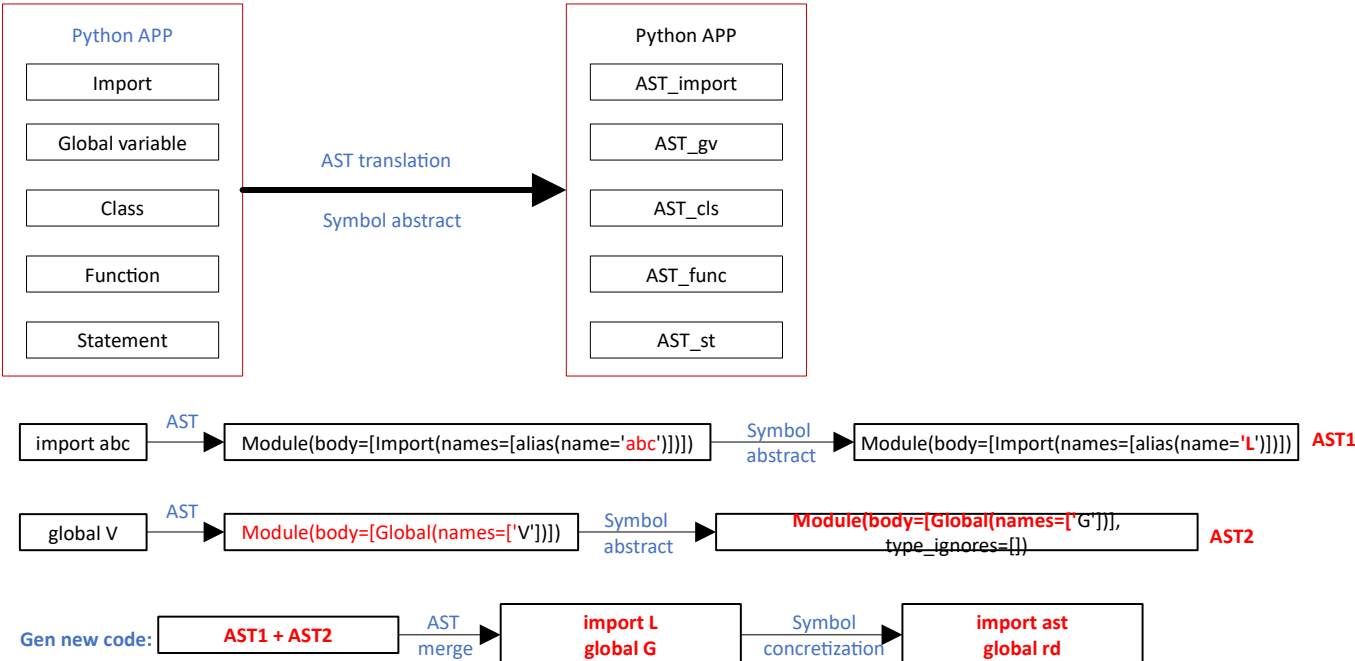 Python APP
Import
Global variable
Class
Function
Statement
AST translation
Symbol abstract
Python APP
AST_import
AST_gv
AST_cls
AST_func
AST_st
import abc
AST
Module(body=[Import(names=[alias(name='abc')])])
Symbol
abstract
Module(body=[Import(names=[alias(name='L')])])
AST1
global V
AST
Module(body=[Global(names=['V'])])
Symbol
abstract
Module(body=[Global(names=['G'])],
type_ignores=[])
AST2
Gen new code:
AST1 + AST2
AST
merge
import L
global G
Symbol
concretization
import ast
global rd